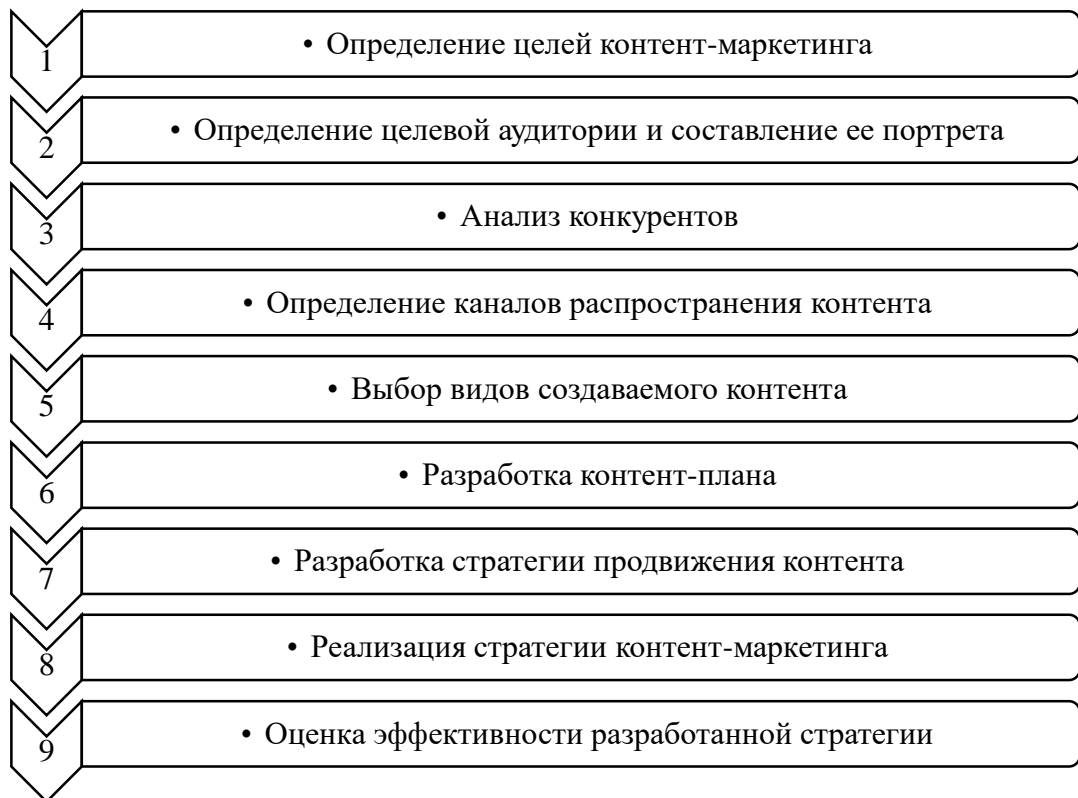 1
• Определение целей контент-маркетинга
2
• Определение целевой аудитории и составление ее портрета
3
• Анализ конкурентов
4
• Определение каналов распространения контента
5
• Выбор видов создаваемого контента
6
• Разработка контент-плана
7
• Разработка стратегии продвижения контента
8
• Реализация стратегии контент-маркетинга
9
• Оценка эффективности разработанной стратегии